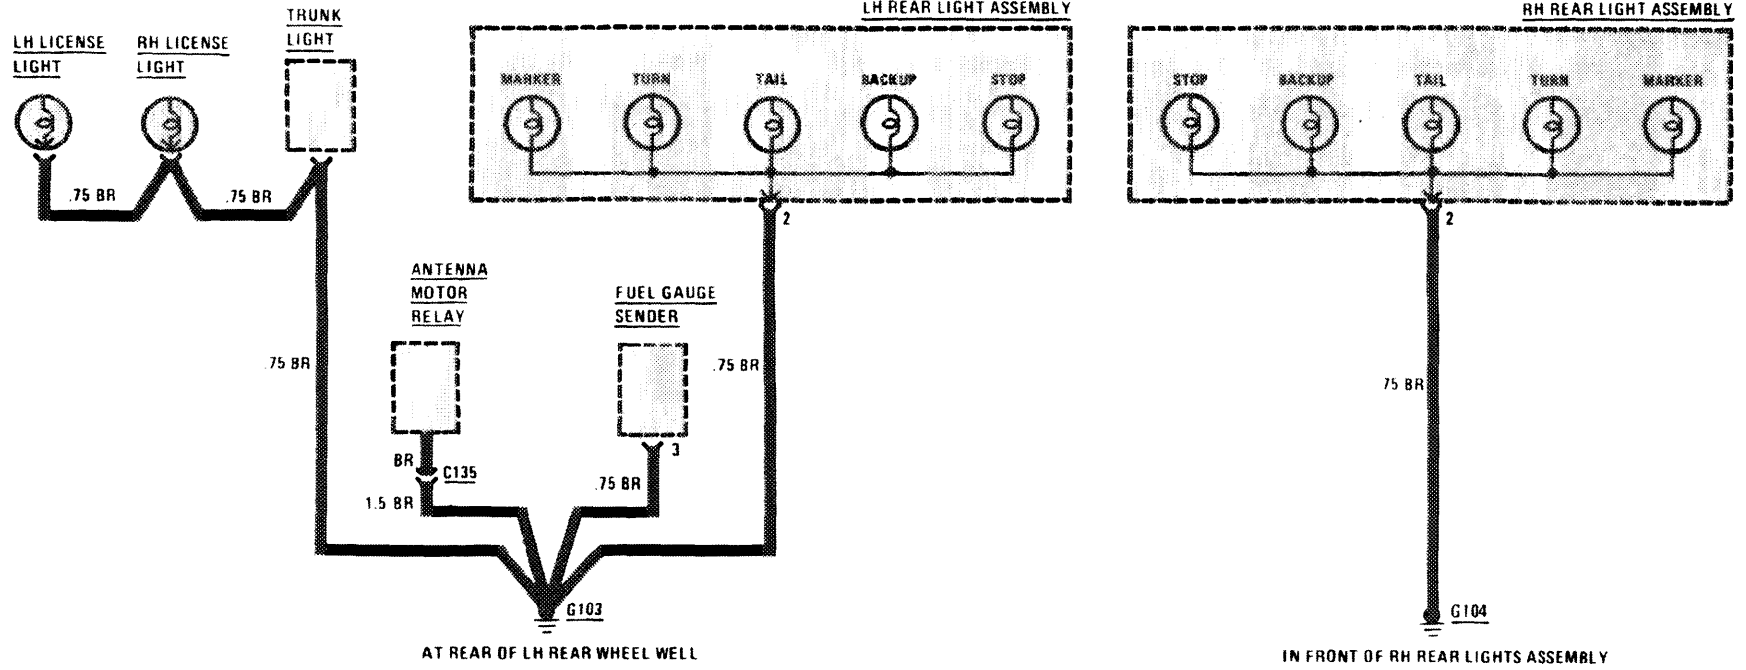 LH REAR LIGHT ASSEMBLY
RH REAR LIGHT ASSEMBLY
TRUNK
LIGHT
LH LICENSE
LIGHT
RH LICENSE
LIGHT
MARKER
TURN
TAIL
BACKUP
STOP
STOP
BACKUP
TAIL
TURN
MARKER
.75 BR
.75 BR
2
2
ANTENNA
MOTOR
RELAY
FUEL GAUGE
SENDER
.75 BR
.75 BR
75 BR
BR
C135
3
1.5 BR
.75 BR
G103
G104
AT REAR OF LH REAR WHEEL WELL
IN FRONT OF RH REAR LIGHTS ASSEMBLY